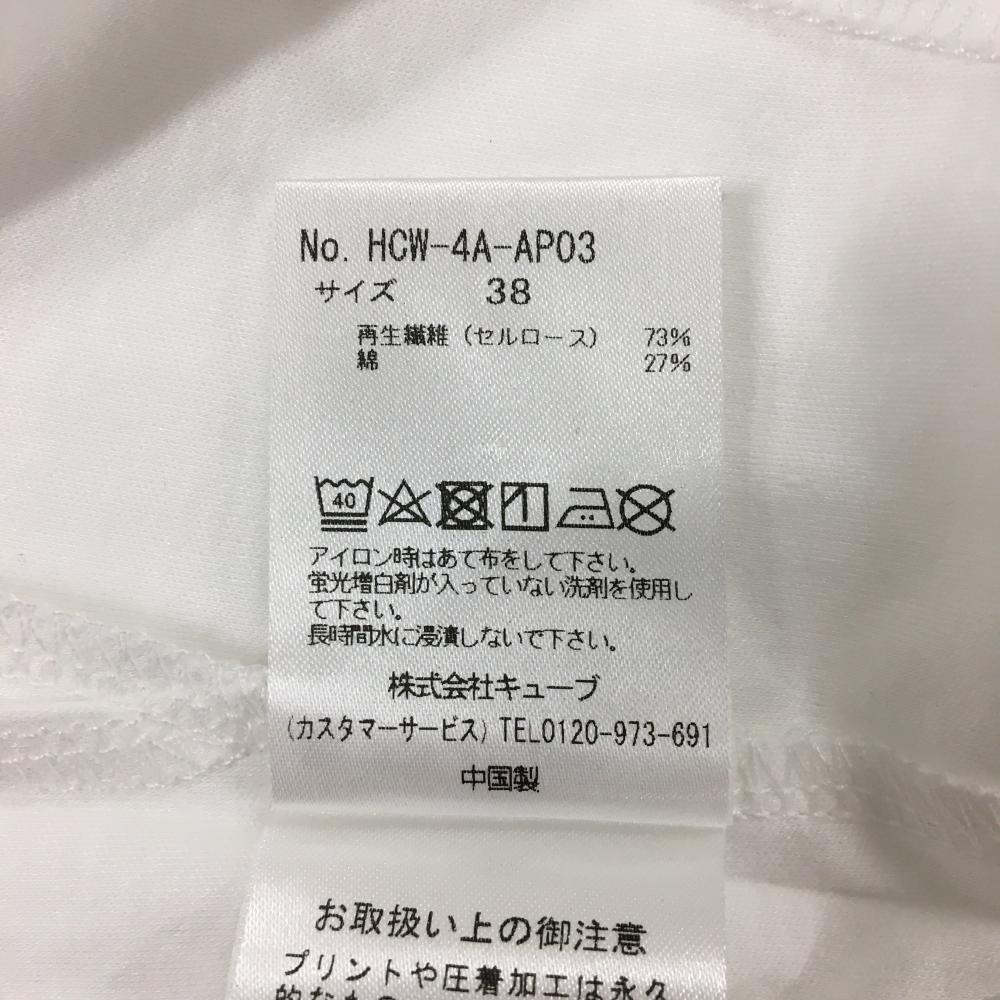 No. HCW-4A-AP03
サイズ 38
再生繊維（セルロース） 73%
綿 27%
40
アイロン時はあて布をして下さい。
蛍光増白剤が入っていない洗剤を使用し
て下さい。
長時間水に浸漬しないで下さい。
株式会社キューブ
(カスタマーサービス) TEL0120-973-691
中国製
お取扱い上の御注意
プリントや圧着加工は永久
的なもの